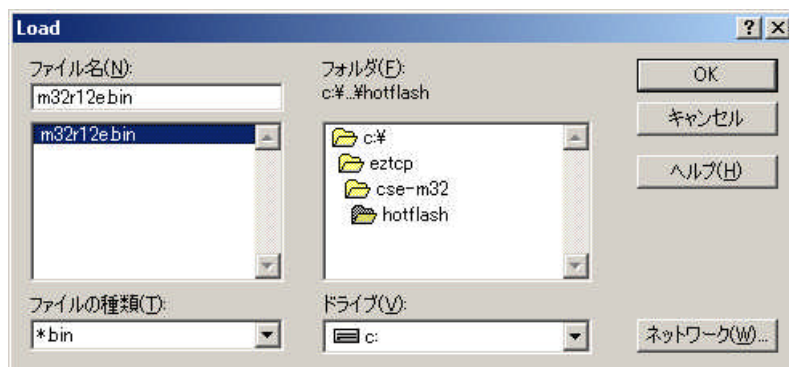 Load
ファイル名(N):
m32r12e.bin
m32r12e.bin
ファイルの種類(T):
*.bin
フォルダ(F):
c:¥...¥hotflash
c:¥
eztcp
cse-m32
hotflash
ドライブ(V):
c:
OK
キャンセル
ヘルプ(H)
ネットワーク(W)...